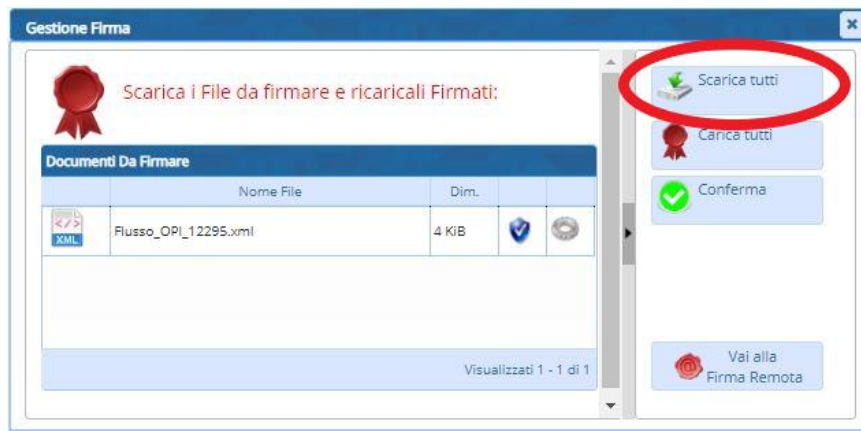 Gestione Firma
Scarica i File da firmare e ricaricali Firmati:
Documenti Da Firmare
Nome File Dim.
</> XML Flusso_OPI_12295.xml 4 KiB
Visualizzati 1 - 1 di 1
Scarica tutti
Carica tutti
Conferma
Vai alla
Firma Remota